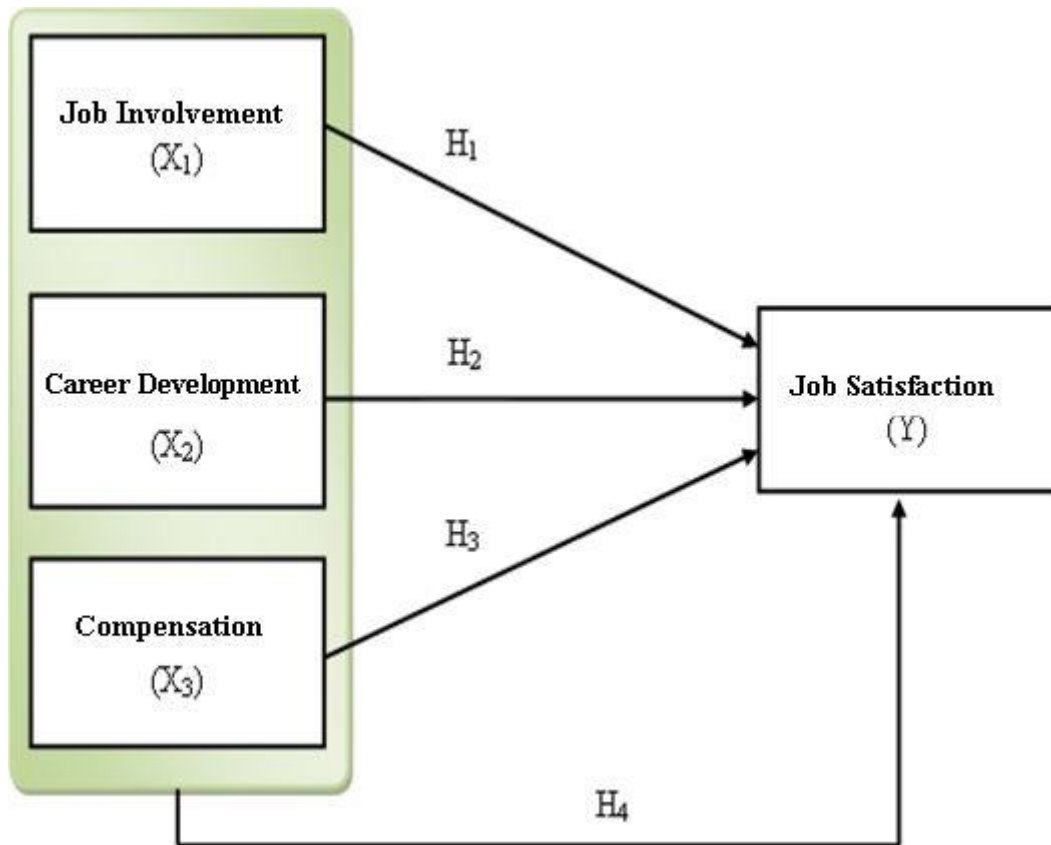 Job Involvement
(X₁)
H₁
Career Development
(X₂)
H₂
Job Satisfaction
(Y)
H₃
Compensation
(X₃)
H₄